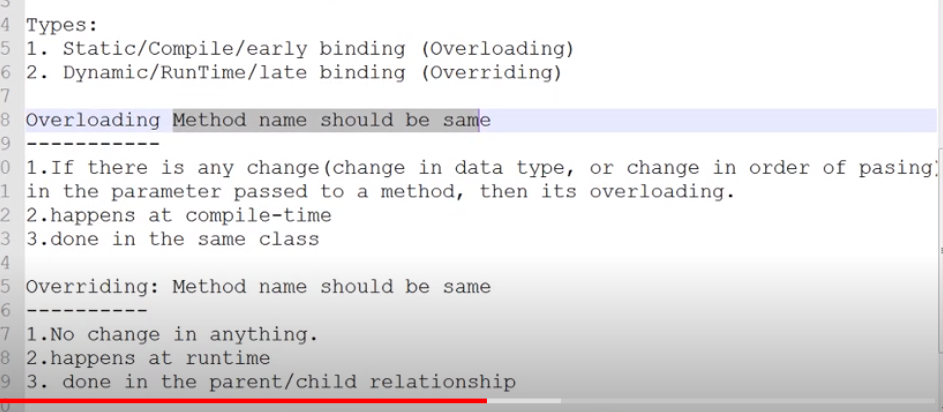 4 Types:
5 1. Static/Compile/early binding (Overloading)
6 2. Dynamic/RunTime/late binding (Overriding)
7
8 Overloading Method name should be same
9 -----------
0 1.If there is any change(change in data type, or change in order of pasing)
1 in the parameter passed to a method, then its overloading.
2 2.happens at compile-time
3 3.done in the same class
4
5 Overriding: Method name should be same
6 ----------
7 1.No change in anything.
8 2.happens at runtime
9 3. done in the parent/child relationship